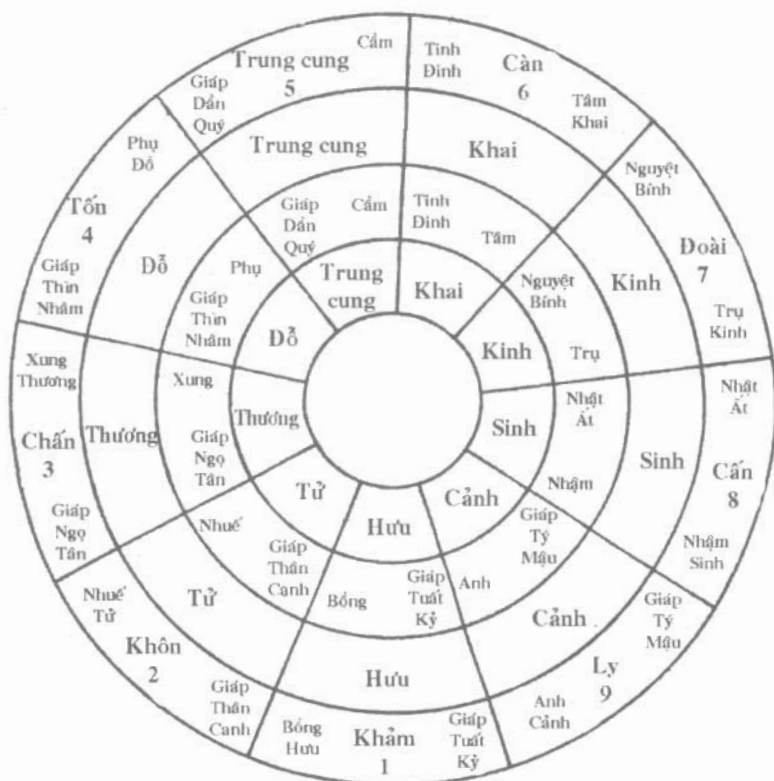 Trung cung
5
Cầm
Giáp
Dần
Quý
Tinh
Đinh
Càn
6
Tâm
Khai
Nguyệt
Bính
Đoài
7
Trụ
Kinh
Nhật
Ất
Cấn
8
Nhậm
Sinh
Giáp
Tý
Mậu
Ly
9
Anh
Cảnh
Giáp
Tuất
Kỷ
Khảm
1
Bồng
Hưu
Giáp
Thân
Canh
Khôn
2
Nhuế
Tử
Giáp
Ngọ
Tân
Chấn
3
Xung
Thương
Giáp
Thìn
Nhâm
Tốn
4
Phụ
Đỗ
Trung cung
Khai
Kinh
Sinh
Cảnh
Hưu
Tử
Thương
Đỗ
Giáp
Dần
Quý
Cầm
Tinh
Đinh
Tâm
Nguyệt
Bính
Trụ
Nhật
Ất
Nhậm
Giáp
Tý
Mậu
Anh
Giáp
Tuất
Kỷ
Bồng
Giáp
Thân
Canh
Nhuế
Giáp
Ngọ
Tân
Xung
Giáp
Thìn
Nhâm
Phụ
Trung
cung
Khai
Kinh
Sinh
Cảnh
Hưu
Tử
Thương
Đỗ